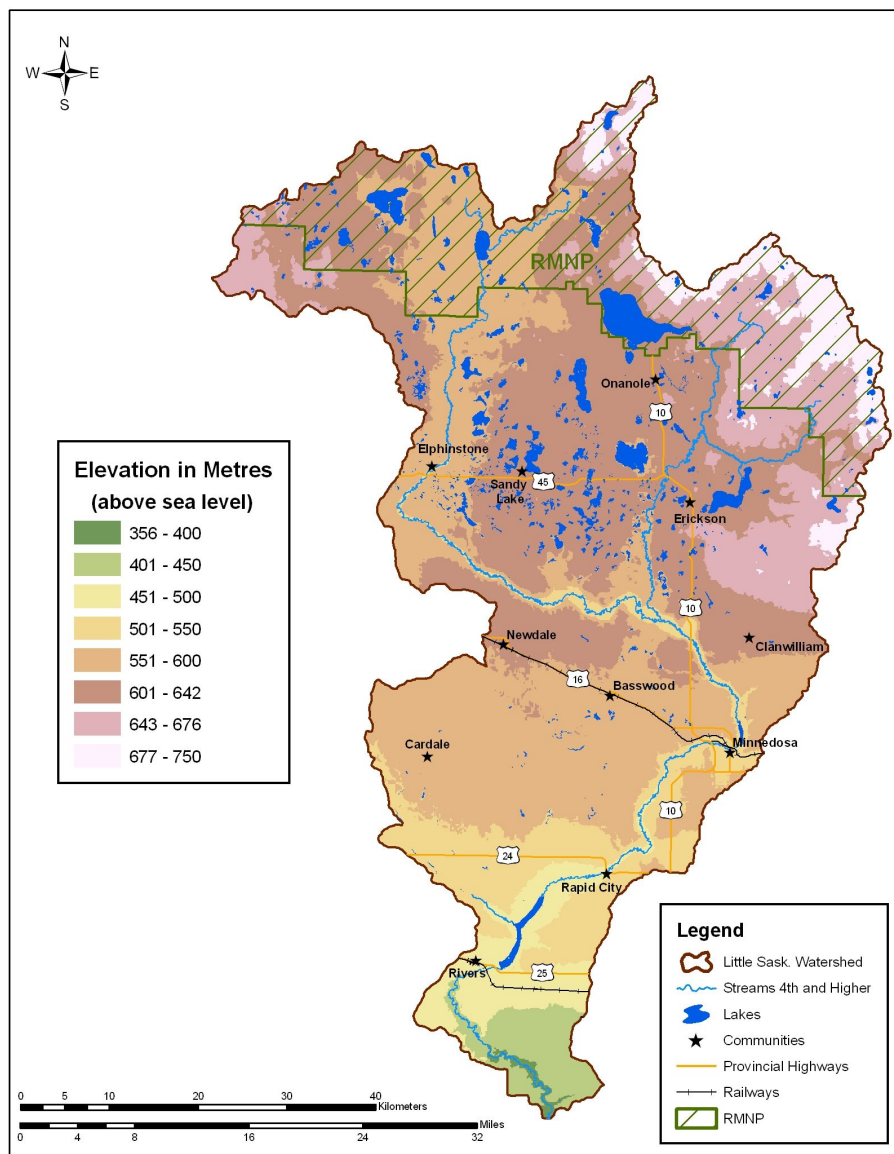 N
W E
S
RMNP
Onanole
10
Elphinstone
Sandy
Lake
45
Erickson
10
Newdale
Clanwilliam
16
Basswood
Cardale
Minnedosa
10
24
Rapid City
Rivers
25
Elevation in Metres
(above sea level)
356 - 400
401 - 450
451 - 500
501 - 550
551 - 600
601 - 642
643 - 676
677 - 750
Legend
Little Sask. Watershed
Streams 4th and Higher
Lakes
Communities
Provincial Highways
Railways
RMNP
0 5 10 20 30 40
Kilometers
Miles
0 4 8 16 24 32